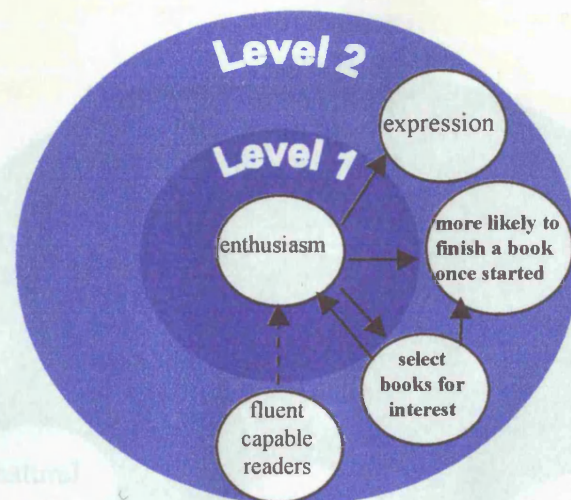 Level 2
expression
Level 1
enthusiasm
more likely to
finish a book
once started
select
books for
interest
fluent
capable
readers
natural